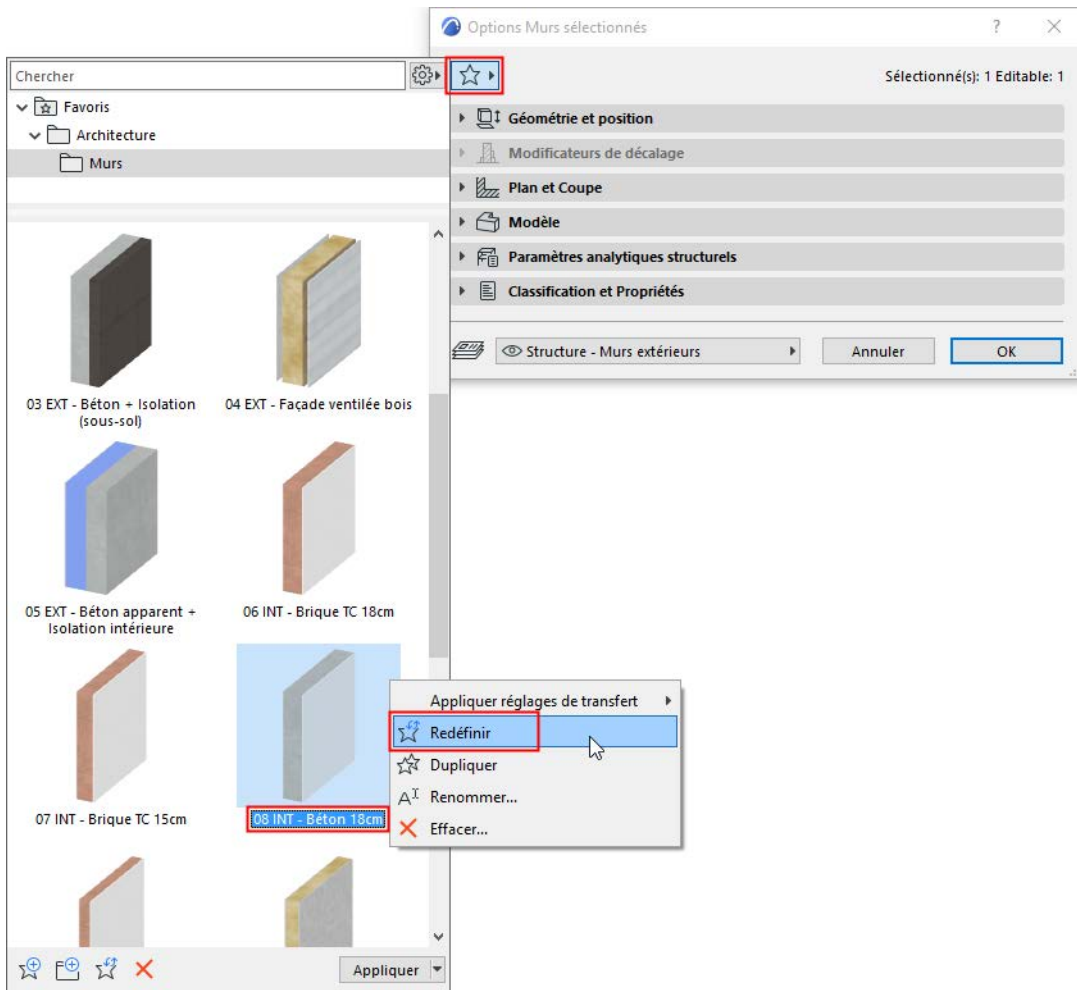 Options Murs sélectionnés
?
Chercher
Sélectionné(s): 1 Editable: 1
Favoris
Architecture
Murs
Géométrie et position
Modificateurs de décalage
Plan et Coupe
Modèle
Paramètres analytiques structurels
Classification et Propriétés
Structure - Murs extérieurs
Annuler
OK
03 EXT - Béton + Isolation
(sous-sol)
04 EXT - Façade ventilée bois
05 EXT - Béton apparent +
Isolation intérieure
06 INT - Brique TC 18cm
07 INT - Brique TC 15cm
08 INT - Béton 18cm
Appliquer réglages de transfert
Redéfinir
Dupliquer
Renommer...
Effacer...
Appliquer